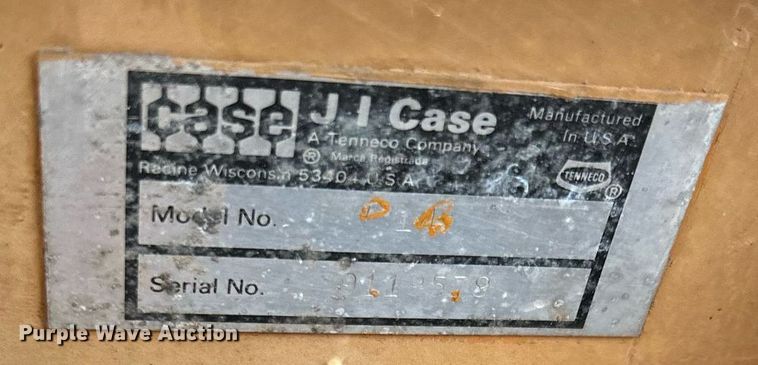 case J I Case
Manufactured
In U.S.A.
A Tenneco Company
® Marca Registrada
Racine Wisconsin 53404 U.S.A.
TENNECO ®
Model No.
Serial No.
Purple Wave Auction